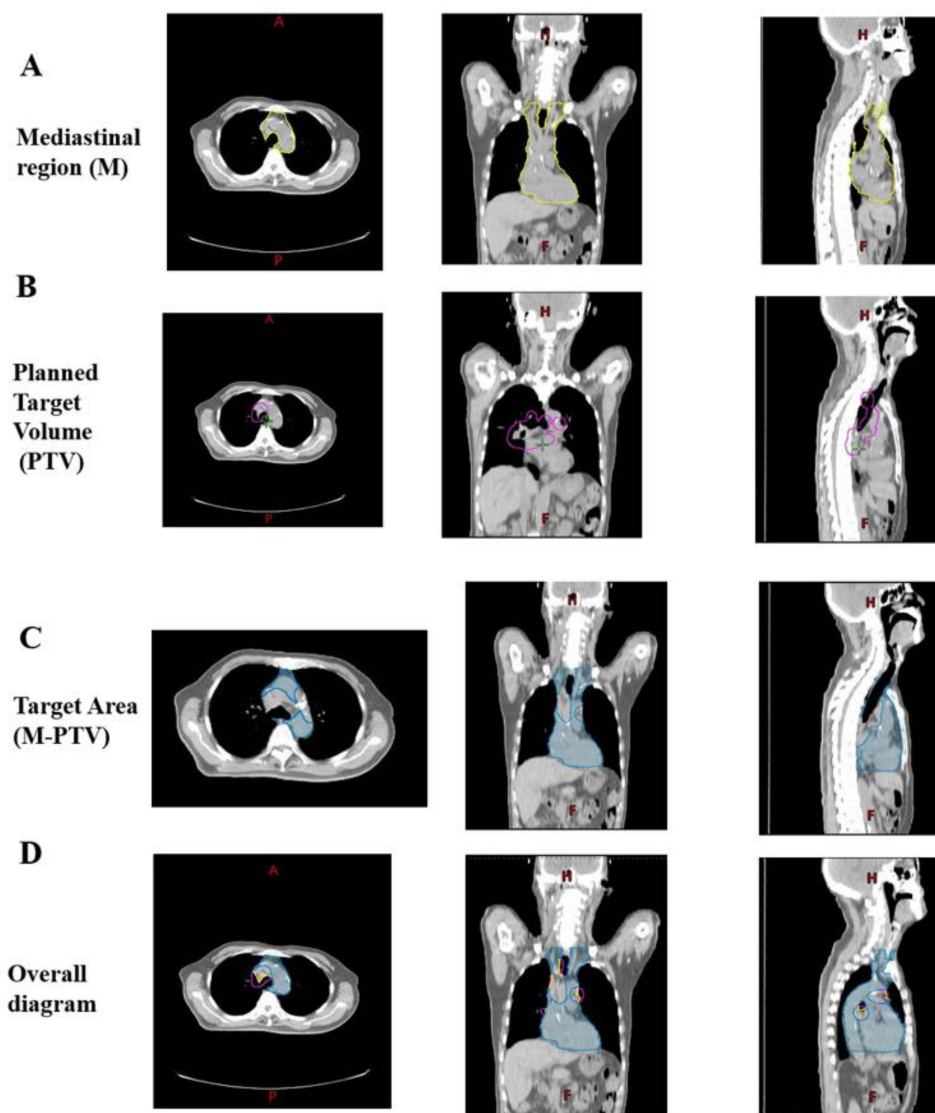 A
Mediastinal
region (M)
A
P
H
F
H
F
B
Planned
Target
Volume
(PTV)
A
P
H
F
H
F
C
Target Area
(M-PTV)
H
F
H
F
D
Overall
diagram
A
P
H
F
H
F